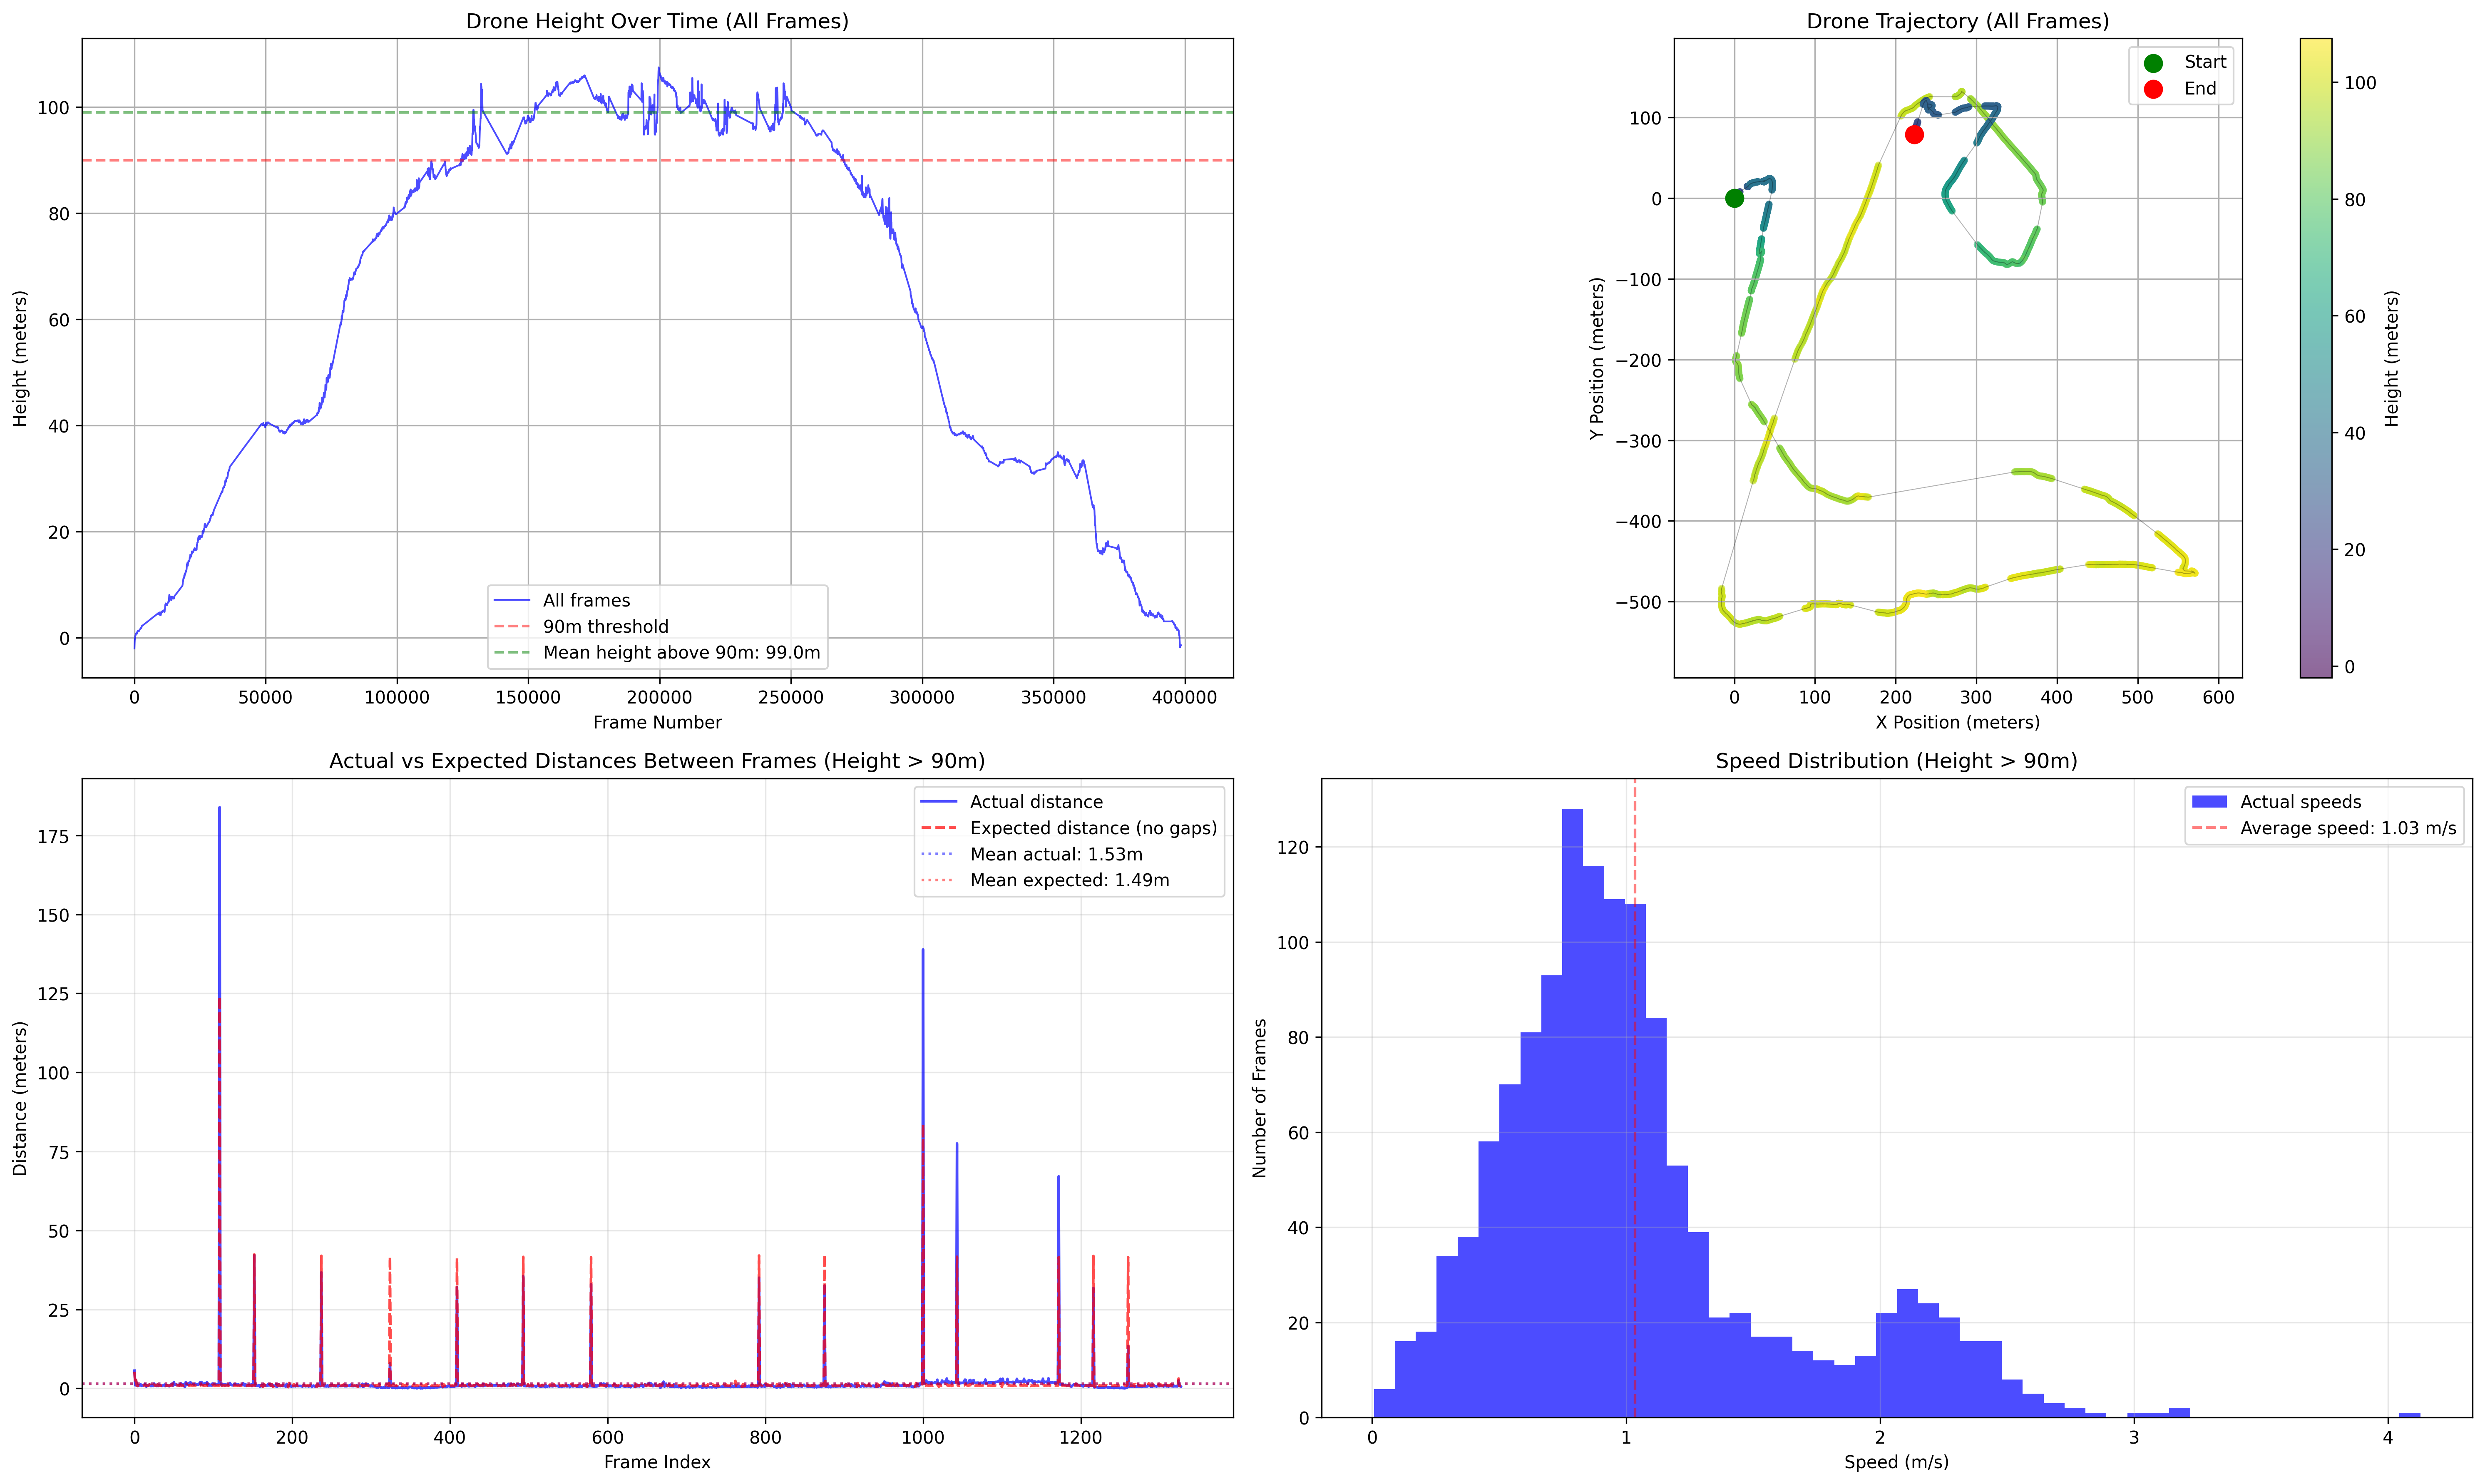 Drone Height Over Time (All Frames)
Height (meters)
100
80
60
40
20
0
All frames
90m threshold
Mean height above 90m: 99.0m
0 50000 100000 150000 200000 250000 300000 350000 400000
Frame Number
Drone Trajectory (All Frames)
Start
End
Y Position (meters)
100
0
−100
−200
−300
−400
−500
0 100 200 300 400 500 600
X Position (meters)
100
80
60
40
20
0
Height (meters)
Actual vs Expected Distances Between Frames (Height > 90m)
Actual distance
Expected distance (no gaps)
Mean actual: 1.53m
Mean expected: 1.49m
Distance (meters)
175
150
125
100
75
50
25
0
0 200 400 600 800 1000 1200
Frame Index
Speed Distribution (Height > 90m)
Actual speeds
Average speed: 1.03 m/s
Number of Frames
120
100
80
60
40
20
0
0 1 2 3 4
Speed (m/s)